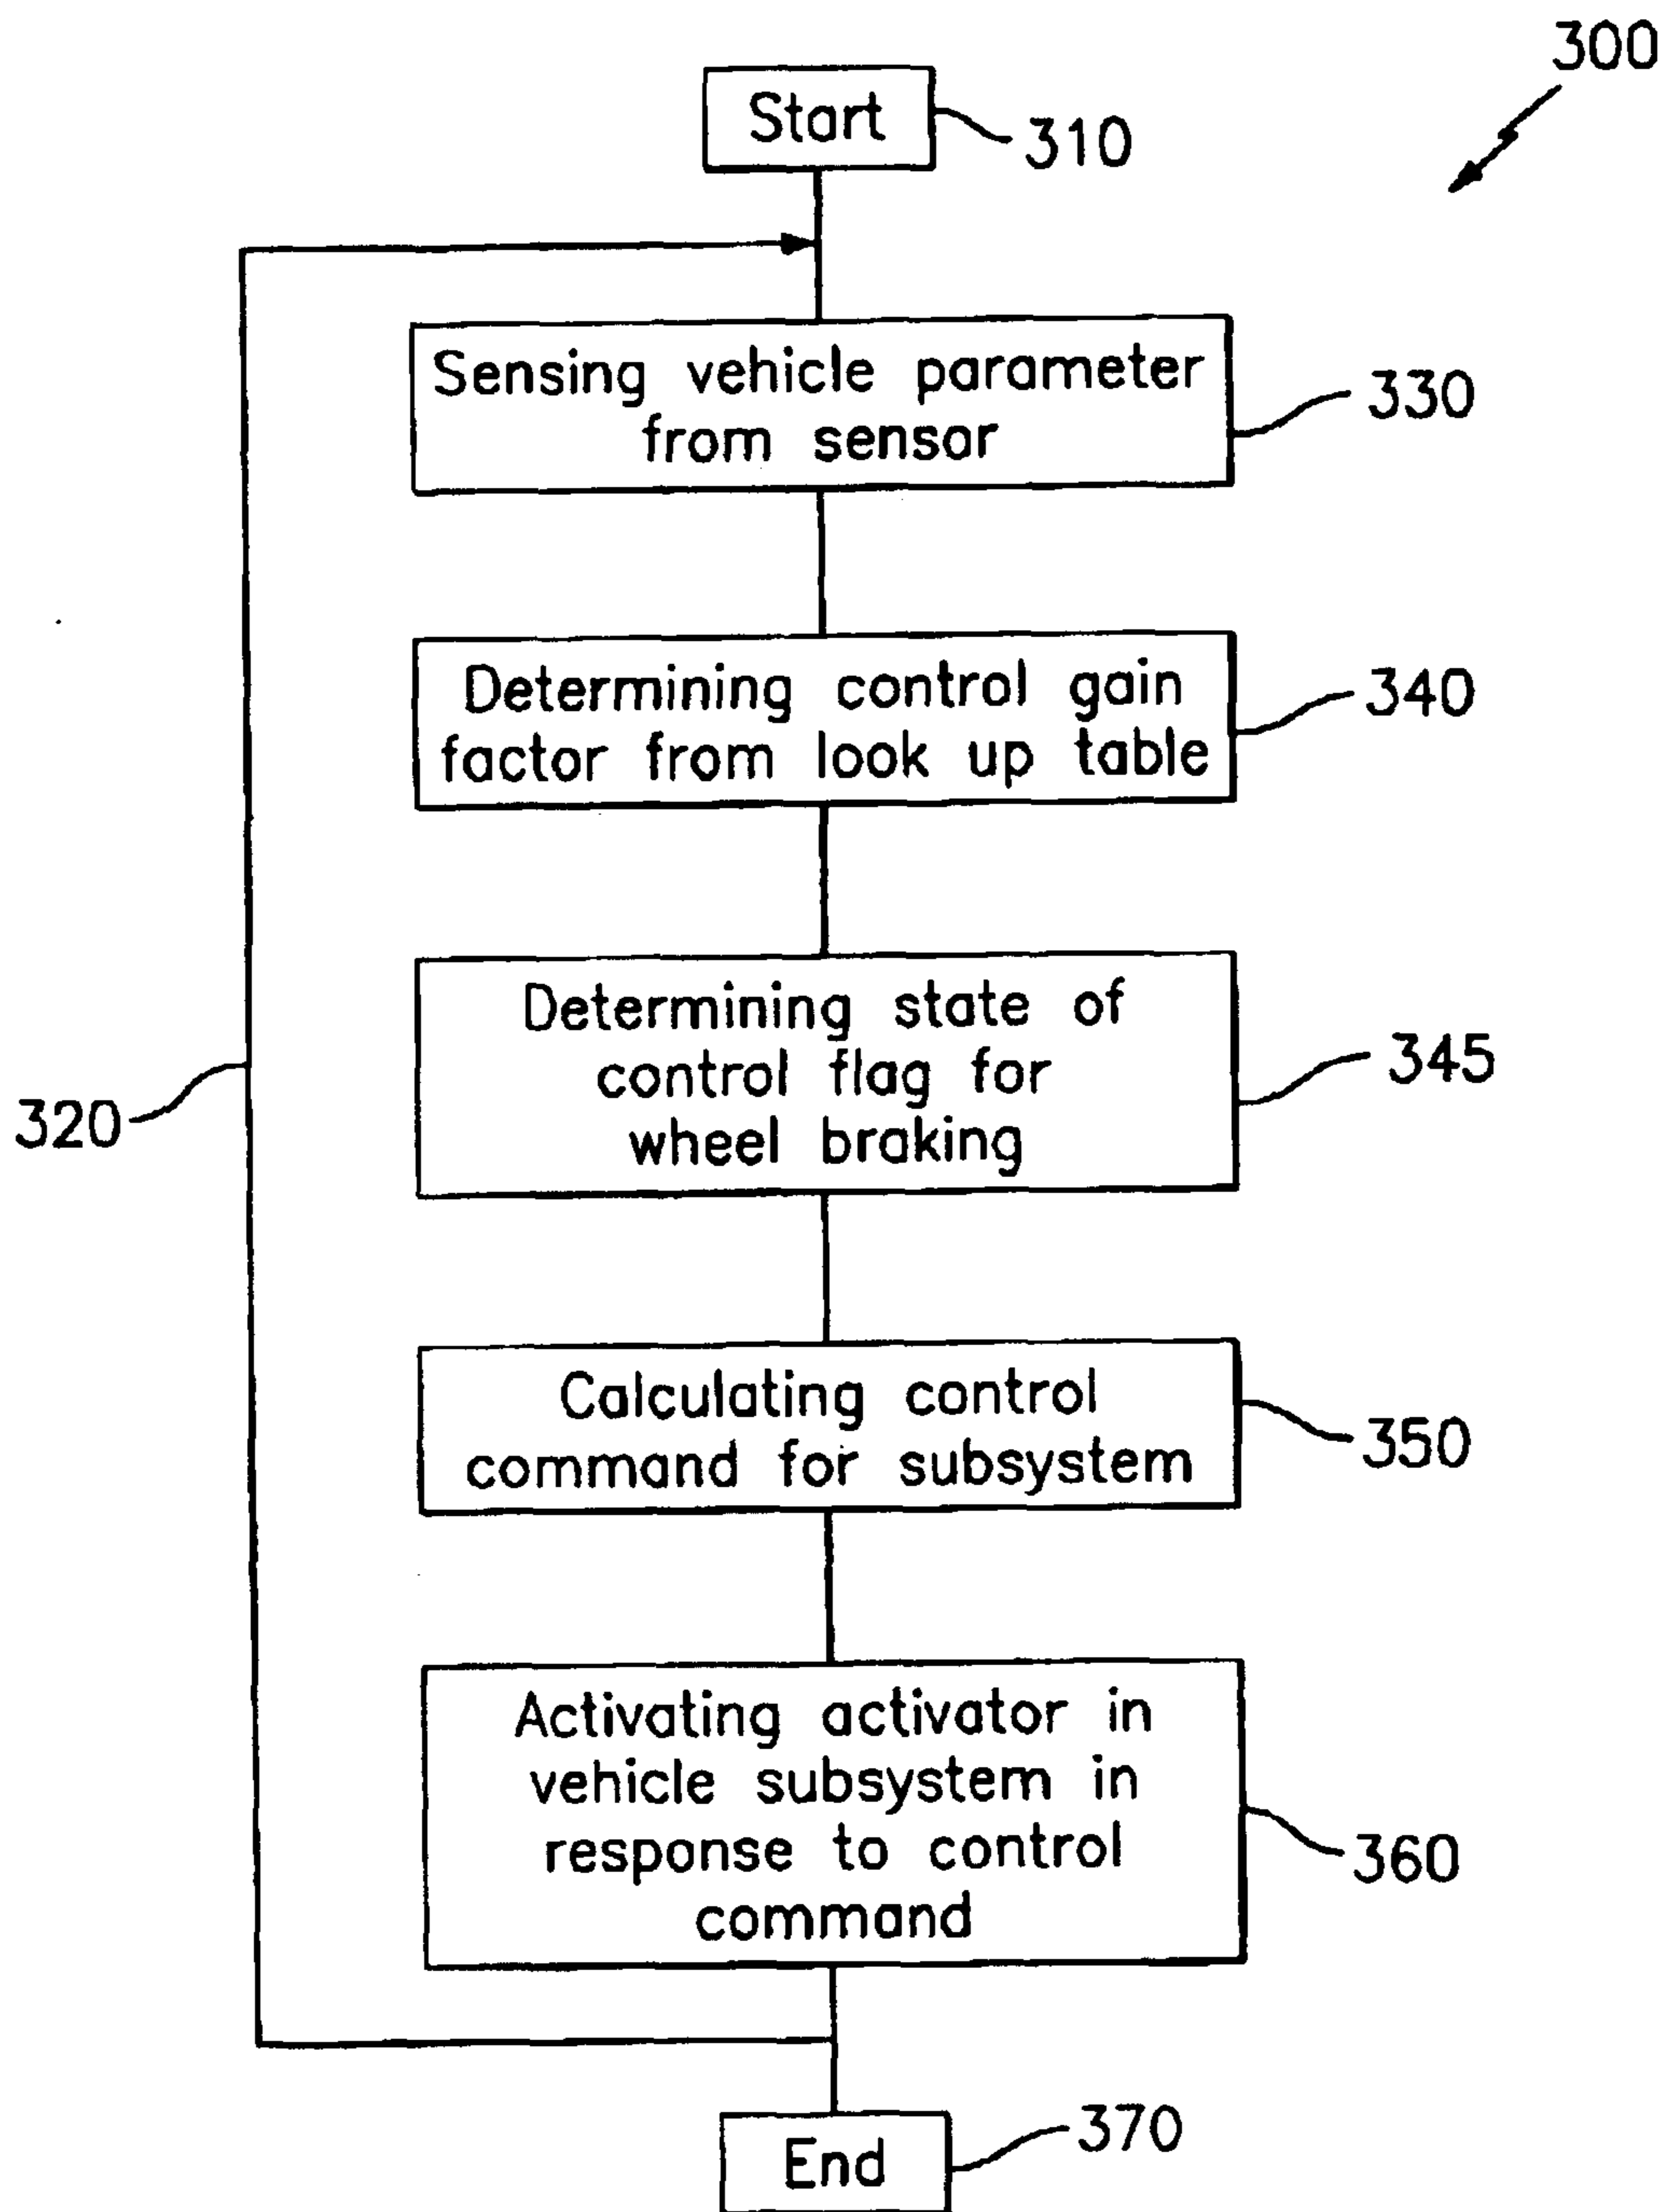 300
Start
310
Sensing vehicle parameter
from sensor
330
Determining control gain
factor from look up table
340
Determining state of
control flag for
wheel braking
345
320
Calculating control
command for subsystem
350
Activating activator in
vehicle subsystem in
response to control
command
360
End
370